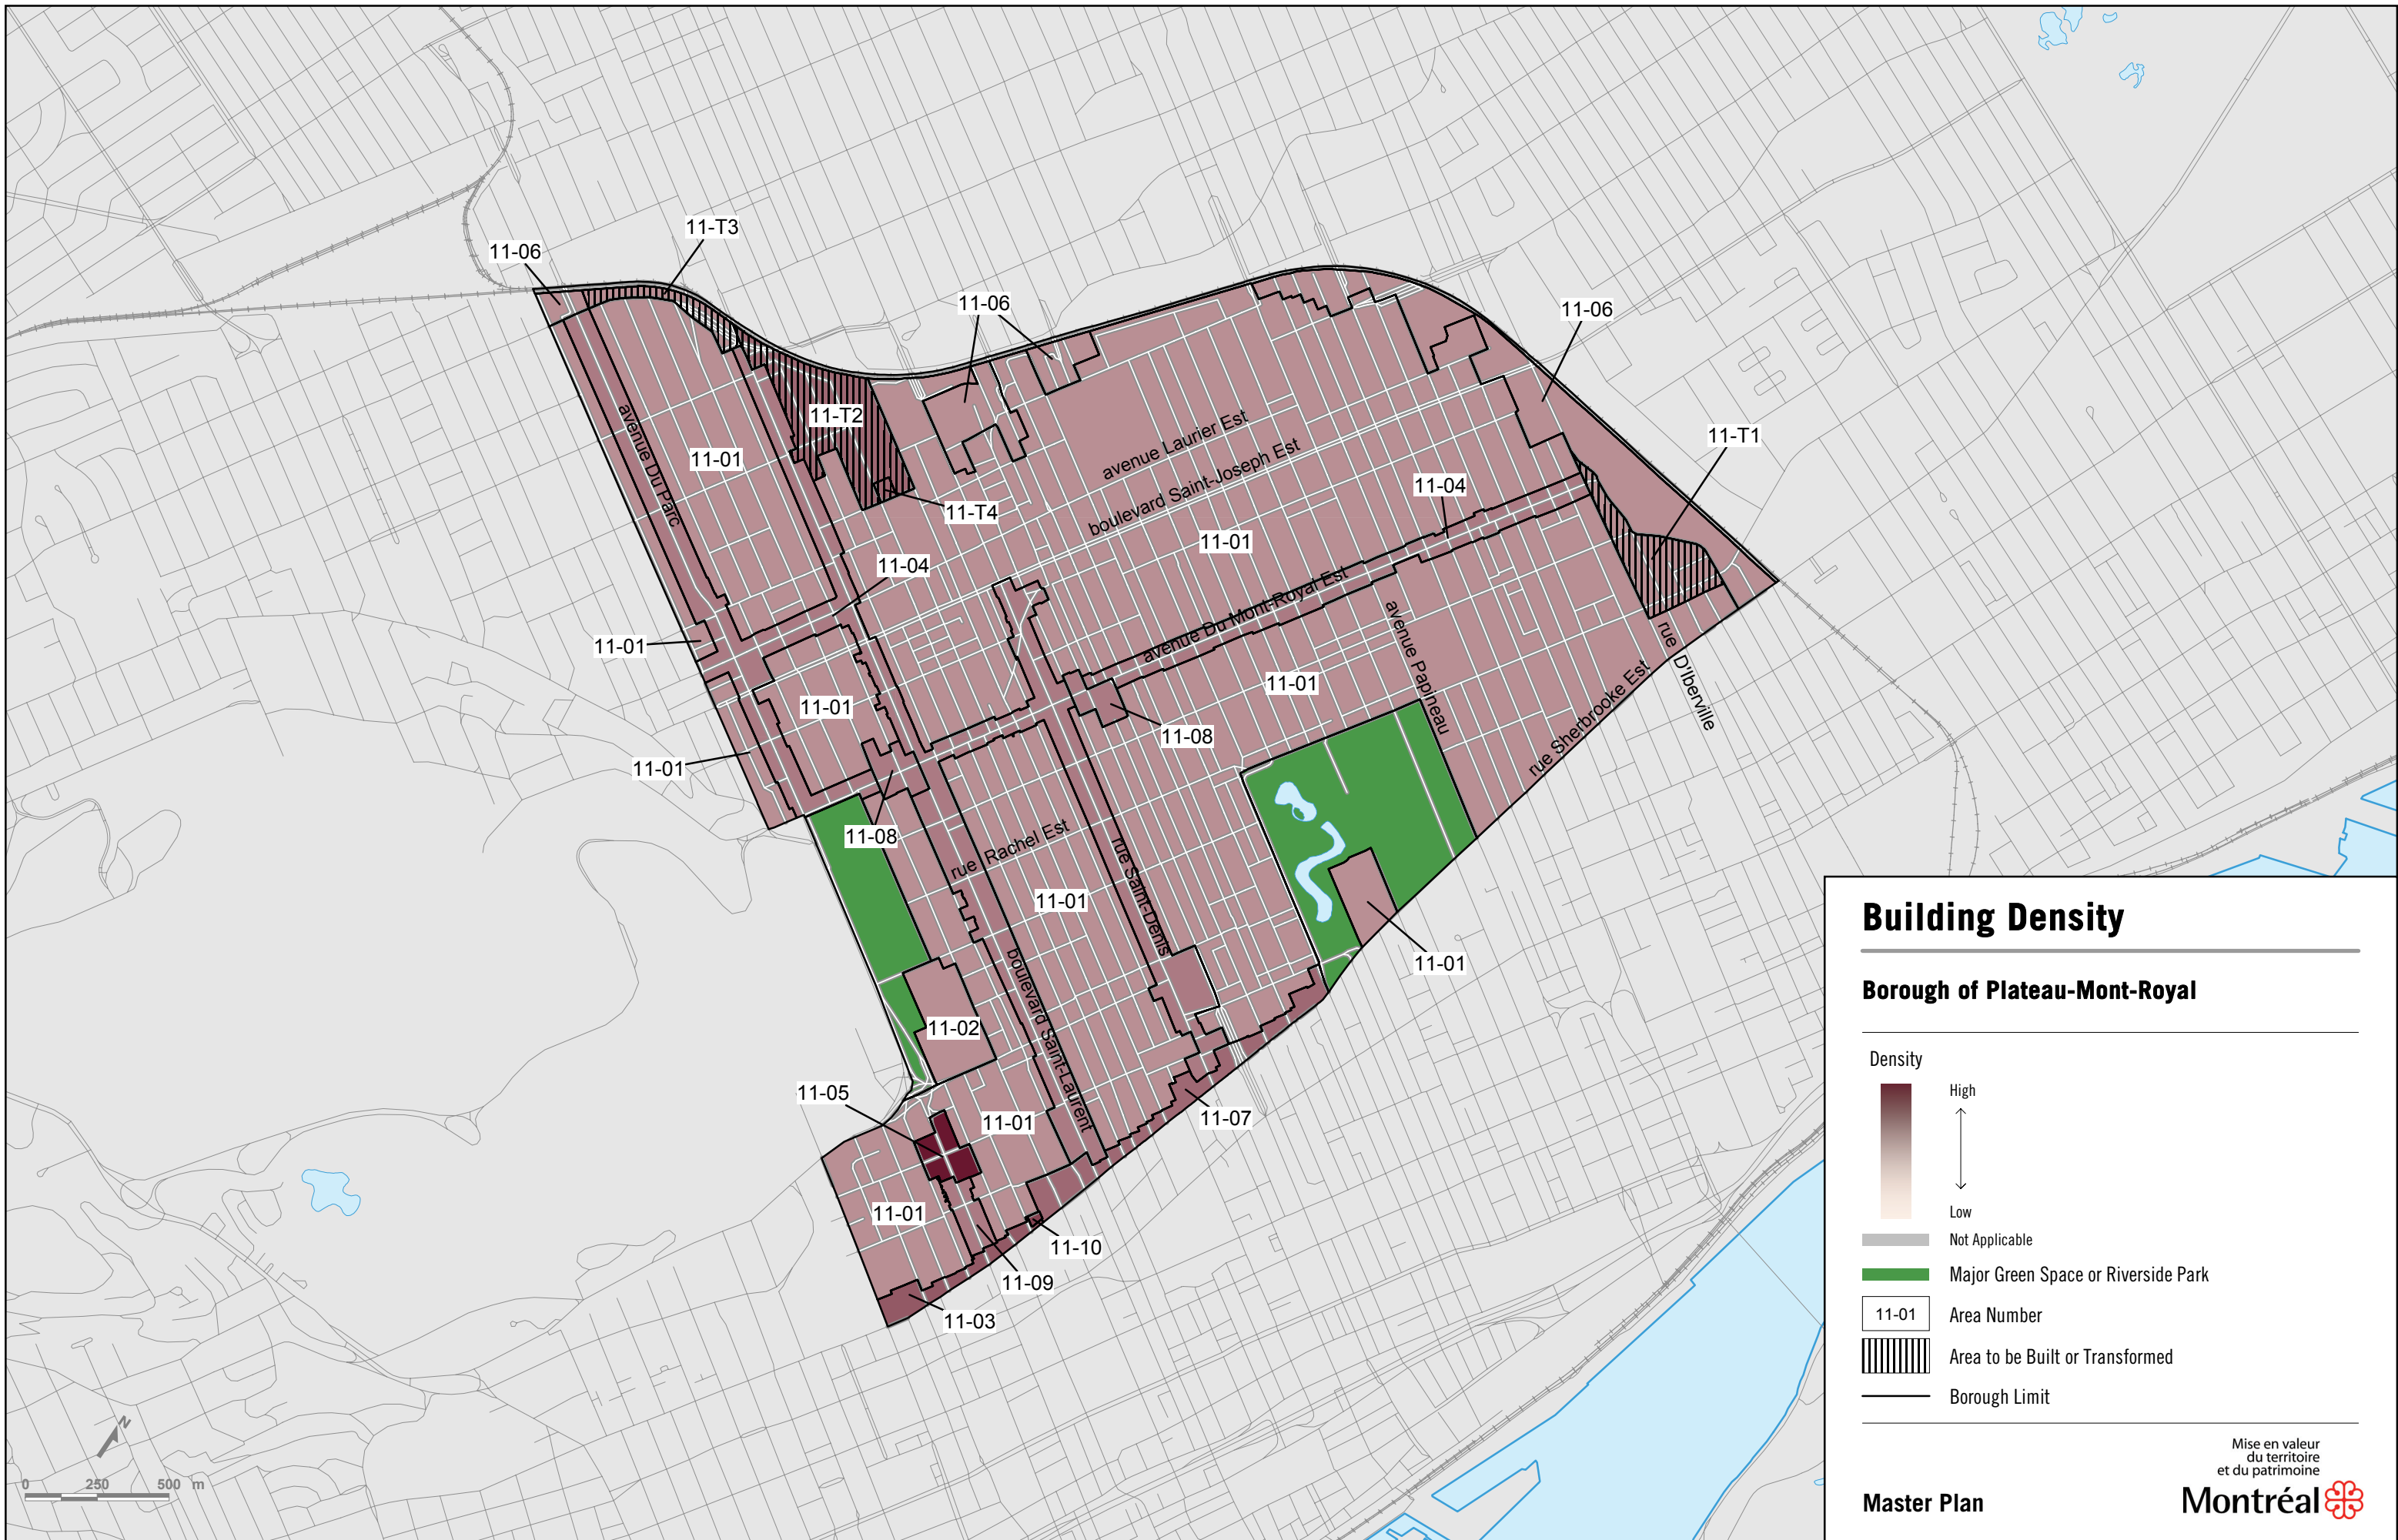 11-T3
11-06
11-06
11-06
11-T2
11-01
11-T1
avenue Du Parc
avenue Laurier Est
boulevard Saint-Joseph Est
11-04
11-T4
11-01
11-04
avenue Du Mont-Royal Est
avenue Papineau
11-01
rue D'Iberville
rue Sherbrooke Est
11-01
11-01
11-08
11-01
11-08
rue Rachel Est
rue Saint-Denis
11-01
11-01
boulevard Saint-Laurent
11-02
11-05
11-01
11-07
11-01
11-10
11-09
11-03
N
0 250 500 m
Building Density
Borough of Plateau-Mont-Royal
Density
High
Low
Not Applicable
Major Green Space or Riverside Park
11-01 Area Number
Area to be Built or Transformed
Borough Limit
Mise en valeur
du territoire
et du patrimoine
Master Plan
Montréal